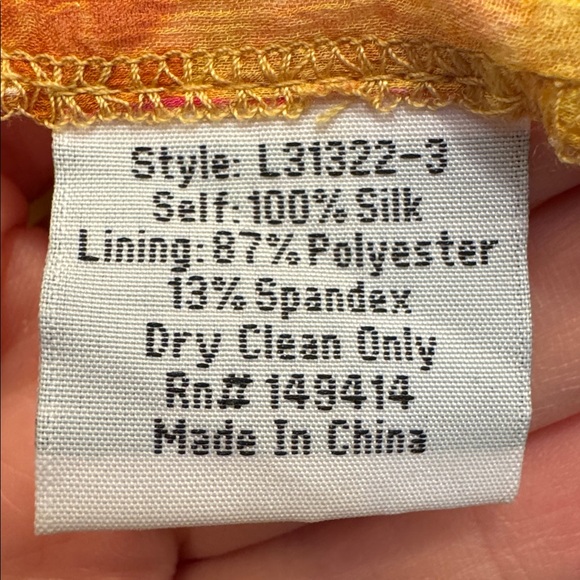 Style: L31322-3
Self:100% Silk
Lining:87% Polyester
13% Spandex
Dry Clean Only
Rn# 149414
Made In China